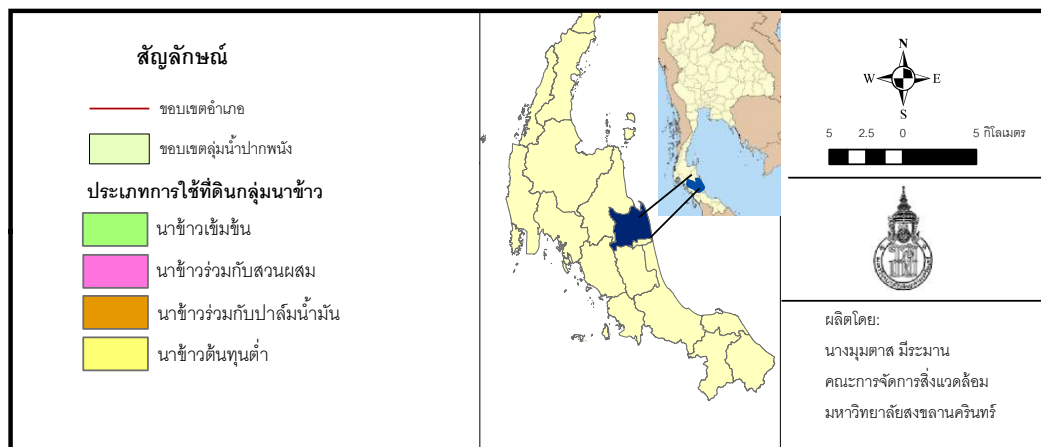 สัญลักษณ์
ขอบเขตอำเภอ
ขอบเขตลุ่มน้ำปากพนัง
ประเภทการใช้ที่ดินกลุ่มนาข้าว
นาข้าวเข้มข้น
นาข้าวร่วมกับสวนผสม
นาข้าวร่วมกับปาล์มน้ำมัน
นาข้าวต้นทุนต่ำ
N
W E
S
5 2.5 0 5 กิโลเมตร
ผลิตโดย:
นางมุมตาส มีระมาน
คณะการจัดการสิ่งแวดล้อม
มหาวิทยาลัยสงขลานครินทร์